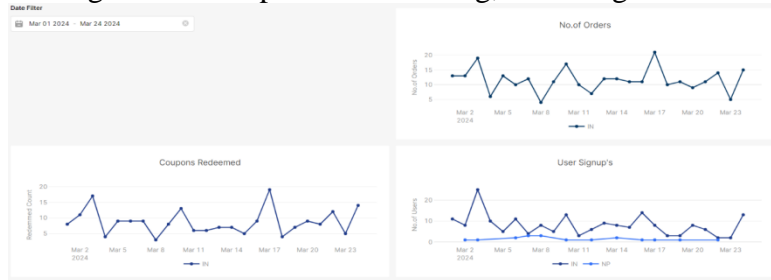 Date Filter
Mar 01 2024 - Mar 24 2024
No.of Orders
No.of Orders
20
15
10
5
Mar 2 Mar 5 Mar 8 Mar 11 Mar 14 Mar 17 Mar 20 Mar 23
2024
IN
Coupons Redeemed
Redeemed Count
20
15
10
5
Mar 2 Mar 5 Mar 8 Mar 11 Mar 14 Mar 17 Mar 20 Mar 23
2024
IN
User Signup's
No.of Users
20
10
0
Mar 2 Mar 5 Mar 8 Mar 11 Mar 14 Mar 17 Mar 20 Mar 23
2024
IN NP